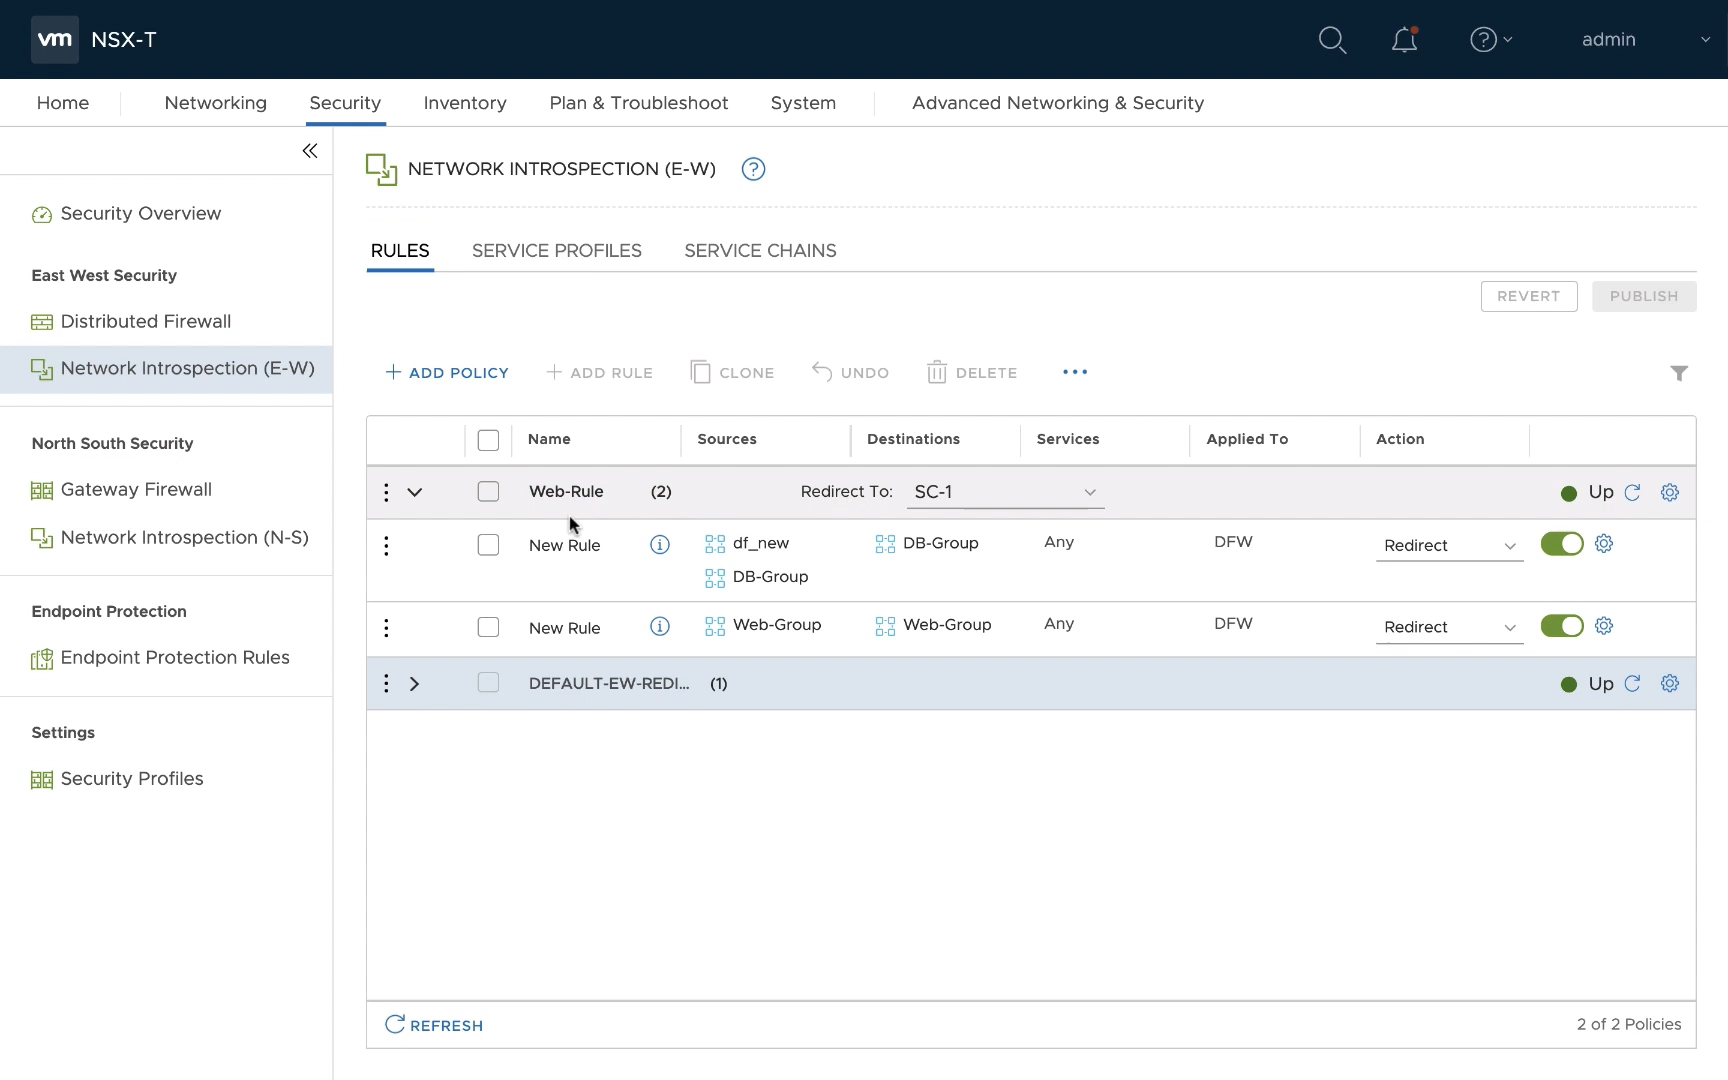 vm NSX-T admin
Home Networking Security Inventory Plan & Troubleshoot System Advanced Networking & Security
NETWORK INTROSPECTION (E-W)
Security Overview
East West Security
Distributed Firewall
Network Introspection (E-W)
North South Security
Gateway Firewall
Network Introspection (N-S)
Endpoint Protection
Endpoint Protection Rules
Settings
Security Profiles
RULES SERVICE PROFILES SERVICE CHAINS
REVERT PUBLISH
ADD POLICY ADD RULE CLONE UNDO DELETE
Name Sources Destinations Services Applied To Action
Web-Rule (2) Redirect To: SC-1 Up
New Rule df_new DB-Group Any DFW Redirect
DB-Group
New Rule Web-Group Web-Group Any DFW Redirect
DEFAULT-EW-REDI... (1) Up
REFRESH 2 of 2 Policies